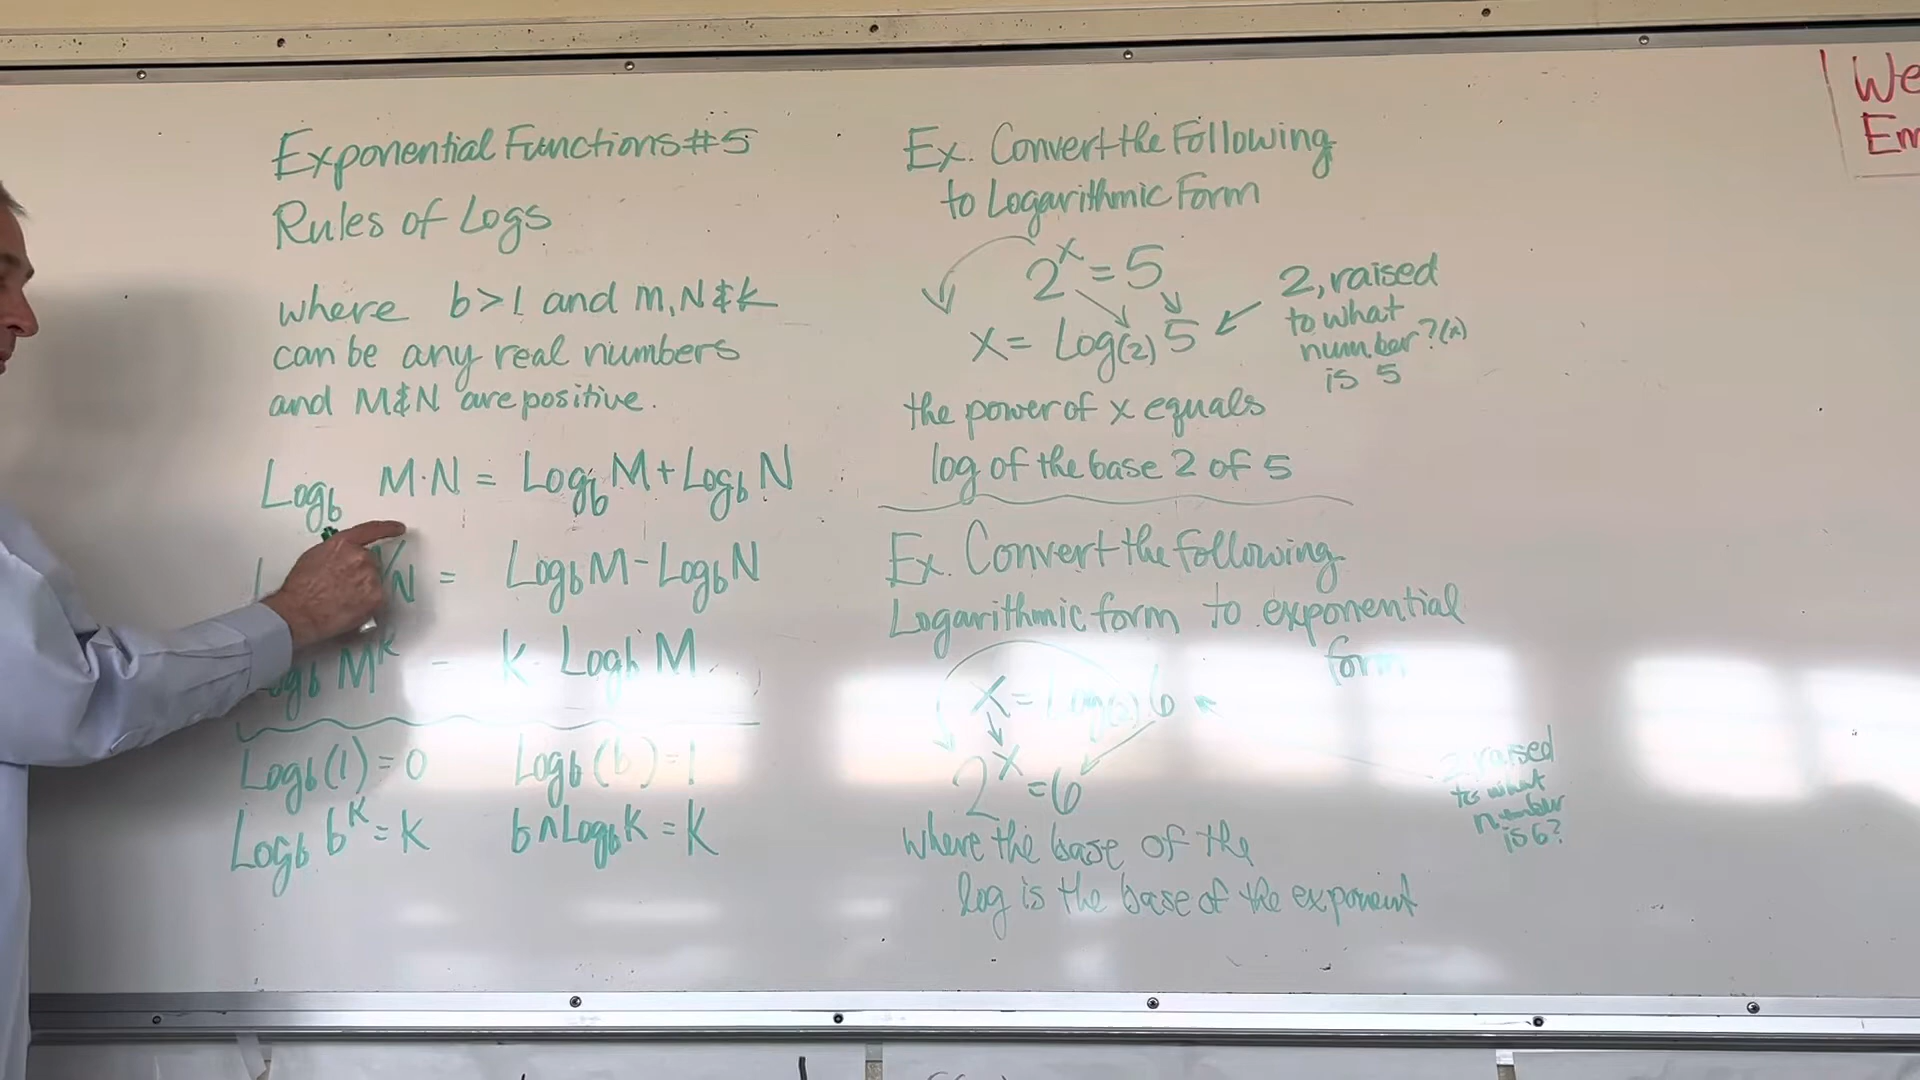 Exponential Functions #5
Rules of Logs
where b>1 and m, N & k
can be any real numbers
and M & N are positive.
Log_b M·N = Log_b M + Log_b N
/N = Log_b M - Log_b N
Log_b M^k = k · Log_b M
Log_b (1) = 0 Log_b (b) = 1
Log_b b^k = k b^Log_b k = k
Ex. Convert the Following
to Logarithmic Form
2^x = 5
x = Log(2) 5
2, raised
to what
number? (x)
is 5
the power of x equals
log of the base 2 of 5
Ex. Convert the following
Logarithmic form to exponential
form
x = Log(2) 6
2^x = 6
2 raised
to what
number
is 6?
where the base of the
log is the base of the exponent
We
Em